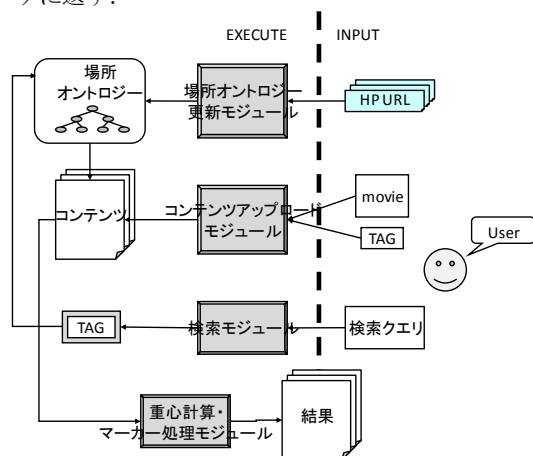 タに返す.
EXECUTE
INPUT
場所
オントロジー
場所オントロジー
更新モジュール
HP URL
コンテンツ
コンテンツアップロード
モジュール
movie
TAG
User
TAG
検索モジュール
検索クエリ
重心計算・
マーカー処理モジュール
結果